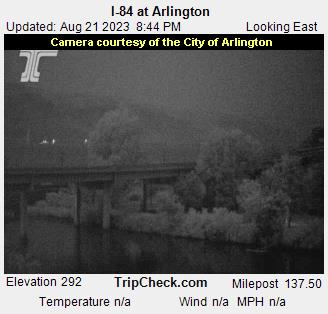 I-84 at Arlington
Updated: Aug 21 2023 8:44 PM Looking East
Camera courtesy of the City of Arlington
Elevation 292 TripCheck.com Milepost 137.50
Temperature n/a Wind n/a MPH n/a